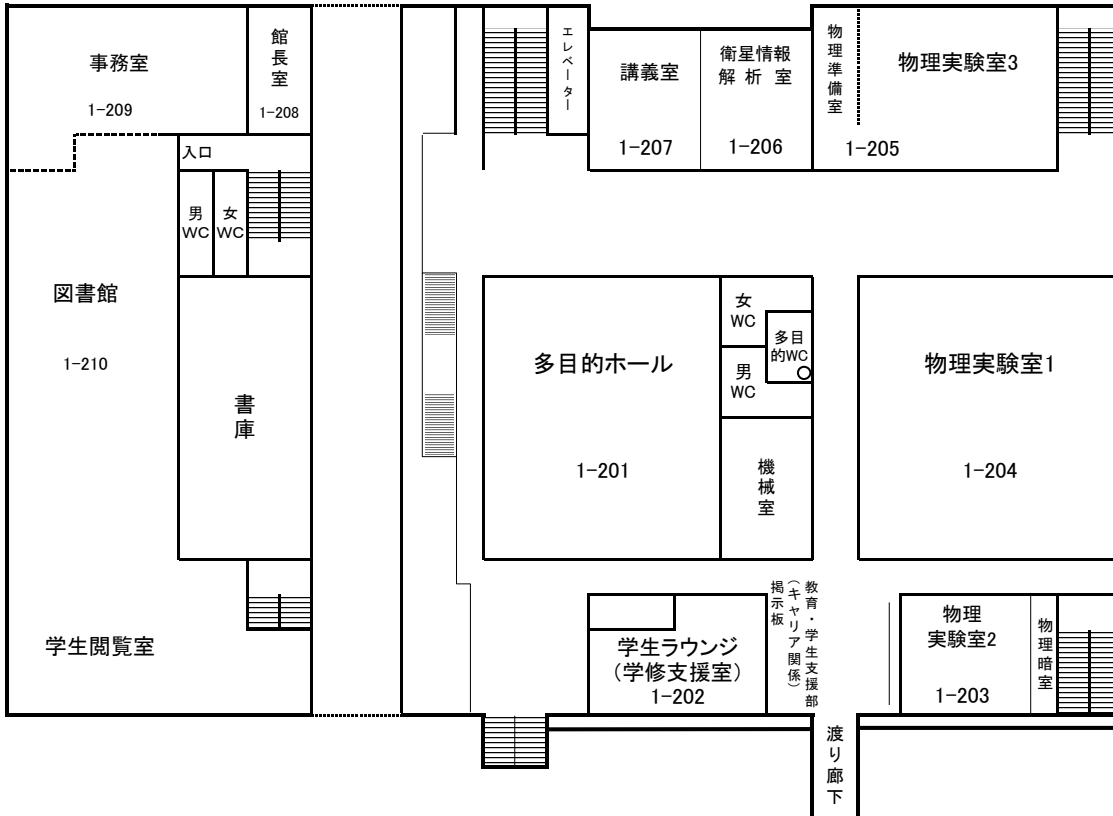 事務室
1-209
館長室
1-208
エレベーター
講義室
1-207
衛星情報
解析室
1-206
物理準備室
物理実験室3
1-205
入口
男
WC
女
WC
図書館
1-210
書庫
学生閲覧室
多目的ホール
1-201
女
WC
多目
的WC
男
WC
機械室
物理実験室1
1-204
学生ラウンジ
(学修支援室)
1-202
教育・学生支援部
(キャリア関係)
掲示板
物理
実験室2
1-203
物理暗室
渡り廊下